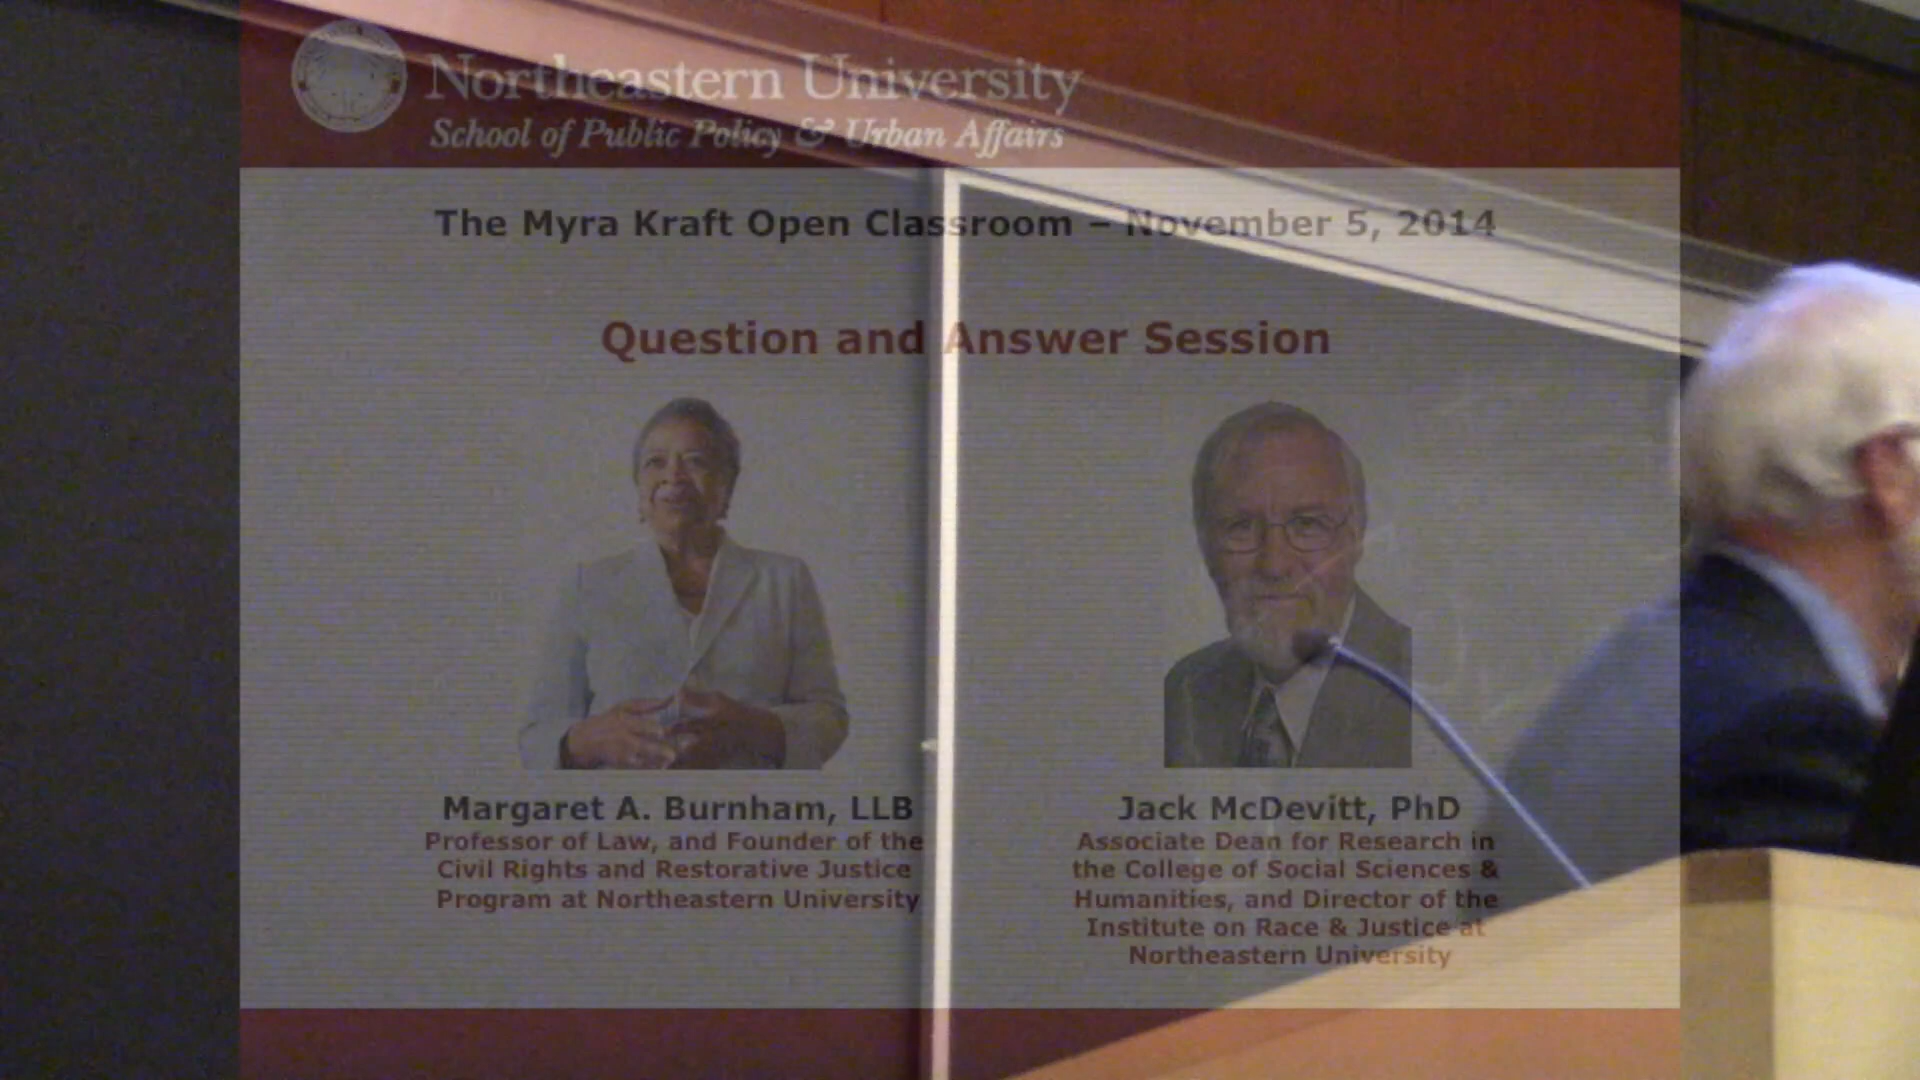 Northeastern University
School of Public Policy & Urban Affairs
The Myra Kraft Open Classroom – November 5, 2014
Question and Answer Session
Margaret A. Burnham, LLB
Professor of Law, and Founder of the
Civil Rights and Restorative Justice
Program at Northeastern University
Jack McDevitt, PhD
Associate Dean for Research in
the College of Social Sciences &
Humanities, and Director of the
Institute on Race & Justice at
Northeastern University